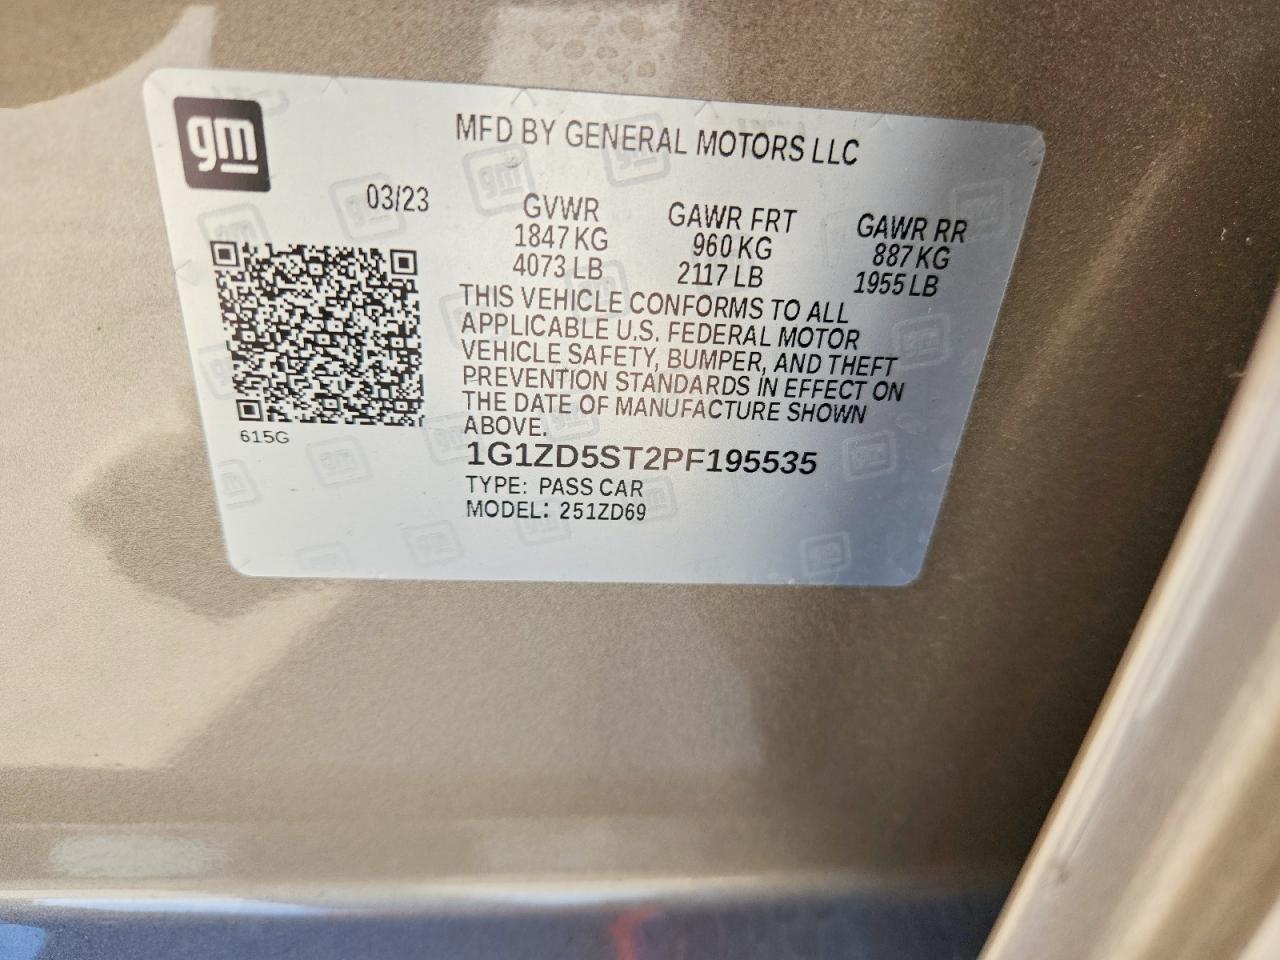 gm
MFD BY GENERAL MOTORS LLC
03/23
GVWR GAWR FRT GAWR RR
1847 KG 960 KG 887 KG
4073 LB 2117 LB 1955 LB
THIS VEHICLE CONFORMS TO ALL
APPLICABLE U.S. FEDERAL MOTOR
VEHICLE SAFETY, BUMPER, AND THEFT
PREVENTION STANDARDS IN EFFECT ON
THE DATE OF MANUFACTURE SHOWN
ABOVE.
615G
1G1ZD5ST2PF195535
TYPE: PASS CAR
MODEL: 251ZD69